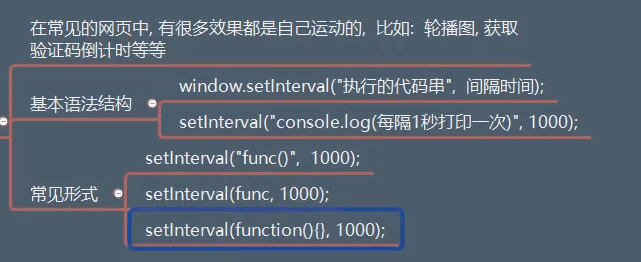 在常见的网页中, 有很多效果都是自己运动的, 比如: 轮播图, 获取
验证码倒计时等等
基本语法结构
window.setInterval("执行的代码串", 间隔时间);
setInterval("console.log(每隔1秒打印一次)", 1000);
常见形式
setInterval("func()", 1000);
setInterval(func, 1000);
setInterval(function(){}, 1000);